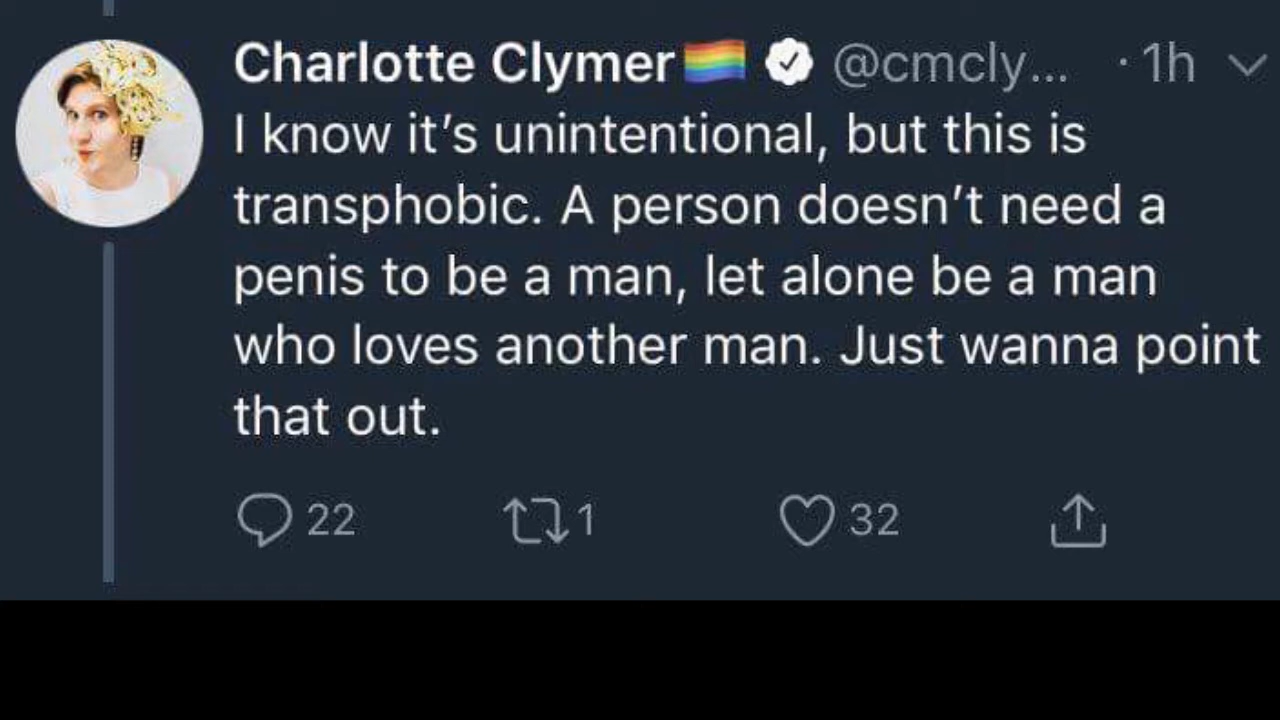 Charlotte Clymer🏳️‍🌈 @cmcly... · 1h
I know it’s unintentional, but this is
transphobic. A person doesn’t need a
penis to be a man, let alone be a man
who loves another man. Just wanna point
that out.
22 1 32